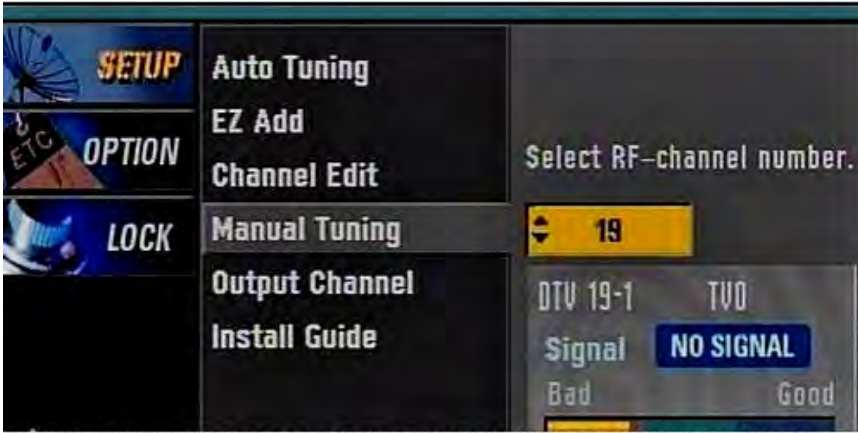 SETUP
OPTION
ETC
LOCK
Auto Tuning
EZ Add
Channel Edit
Manual Tuning
Output Channel
Install Guide
Select RF-channel number.
19
DTV 19-1 TVO
Signal NO SIGNAL
Bad Good